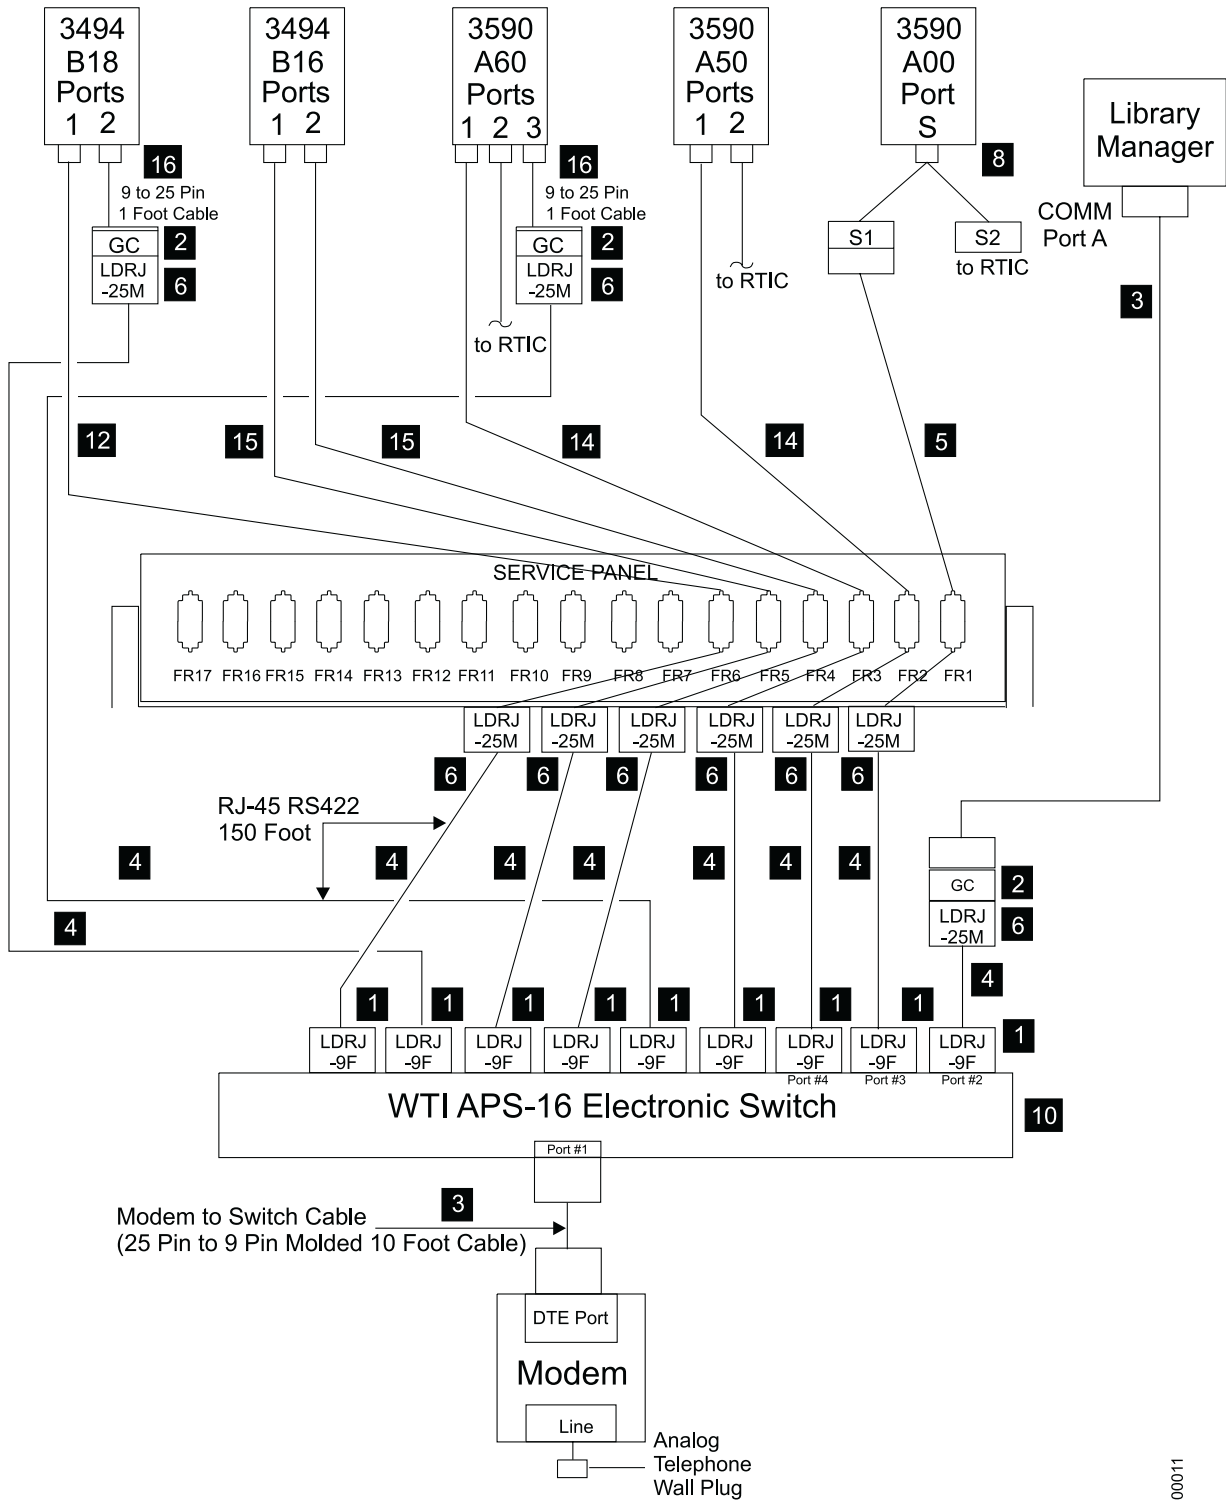 3494
B18
Ports
1 2
3494
B16
Ports
1 2
3590
A60
Ports
1 2 3
3590
A50
Ports
1 2
3590
A00
Port
S
Library
Manager
16
9 to 25 Pin
1 Foot Cable
16
9 to 25 Pin
1 Foot Cable
8
COMM
Port A
GC
2
LDRJ
-25M
6
GC
2
LDRJ
-25M
6
to RTIC
to RTIC
S1
S2
to RTIC
3
12
15
15
14
14
5
SERVICE PANEL
FR17 FR16 FR15 FR14 FR13 FR12 FR11 FR10 FR9 FR8 FR7 FR6 FR5 FR4 FR3 FR2 FR1
LDRJ
-25M
LDRJ
-25M
LDRJ
-25M
LDRJ
-25M
LDRJ
-25M
LDRJ
-25M
6 6 6 6 6 6
RJ-45 RS422
150 Foot
4 4 4 4 4 4 4
4
GC
2
LDRJ
-25M
6
4
1 1 1 1 1 1 1 1 1
LDRJ
-9F
LDRJ
-9F
LDRJ
-9F
LDRJ
-9F
LDRJ
-9F
LDRJ
-9F
LDRJ
-9F
Port #4
LDRJ
-9F
Port #3
LDRJ
-9F
Port #2
WTI APS-16 Electronic Switch
10
Port #1
3
Modem to Switch Cable
(25 Pin to 9 Pin Molded 10 Foot Cable)
DTE Port
Modem
Line
Analog
Telephone
Wall Plug
00011